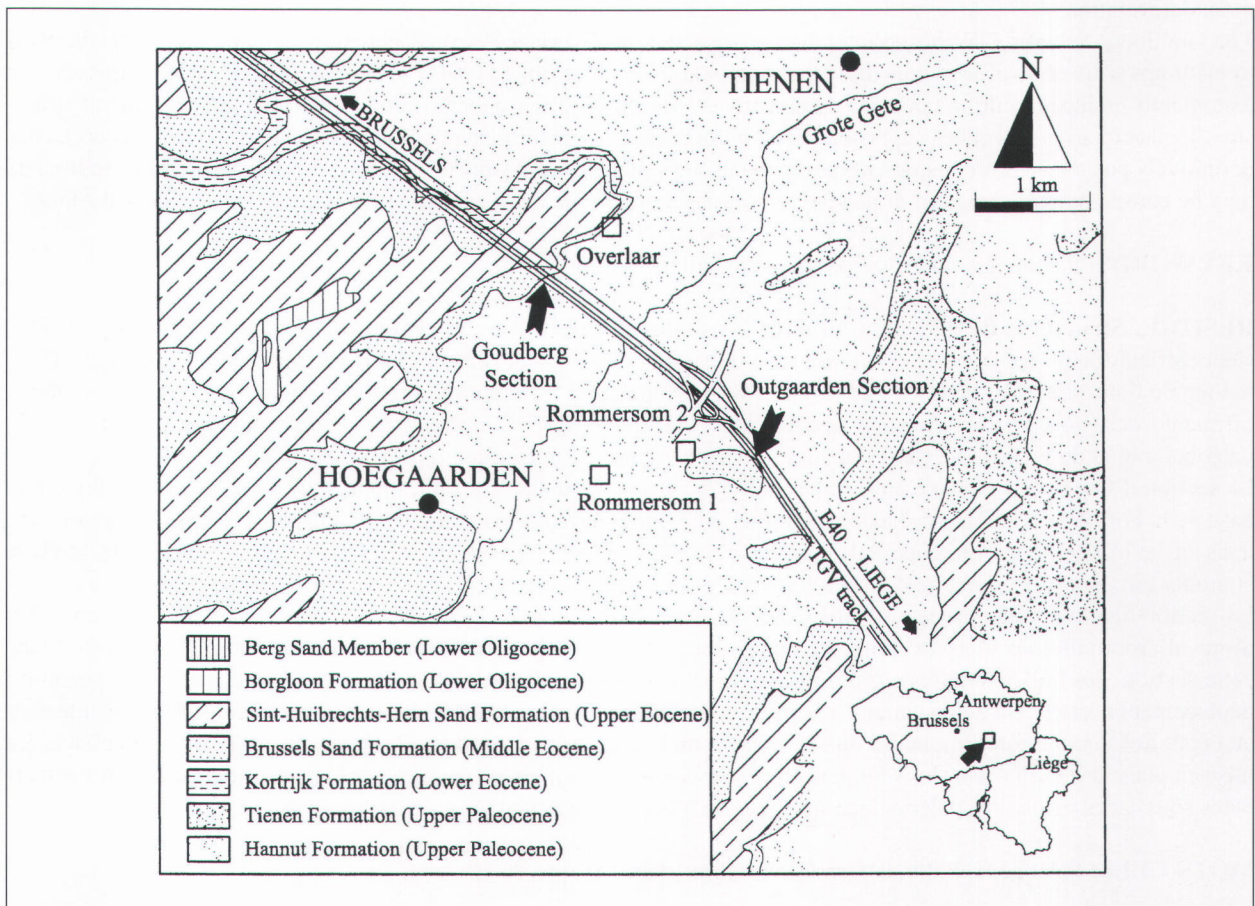 TIENEN
N
Grote Gete
BRUSSELS
1 km
Overlaar
Goudberg
Section
Outgaarden Section
Rommersom 2
HOEGAARDEN
Rommersom 1
E40
LIEGE
TGV track
Berg Sand Member (Lower Oligocene)
Borgloon Formation (Lower Oligocene)
Sint-Huibrechts-Hern Sand Formation (Upper Eocene)
Brussels Sand Formation (Middle Eocene)
Kortrijk Formation (Lower Eocene)
Tienen Formation (Upper Paleocene)
Hannut Formation (Upper Paleocene)
Antwerpen
Brussels
Liège